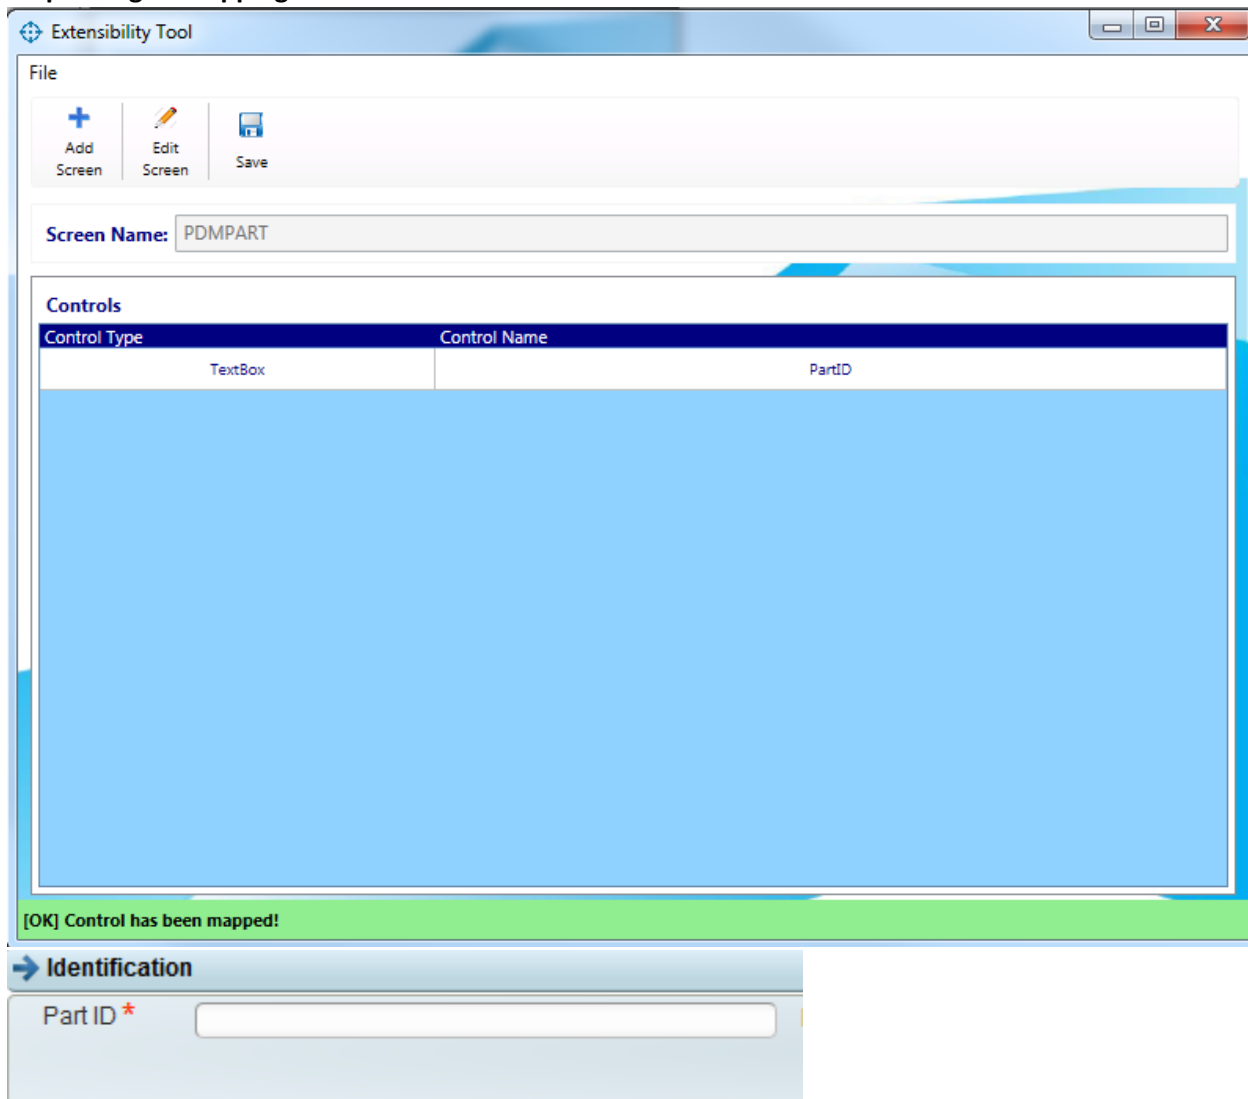 Extensibility Tool
File
Add Screen
Edit Screen
Save
Screen Name: PDMPART
Controls
Control Type Control Name
TextBox PartID
[OK] Control has been mapped!
Identification
Part ID *